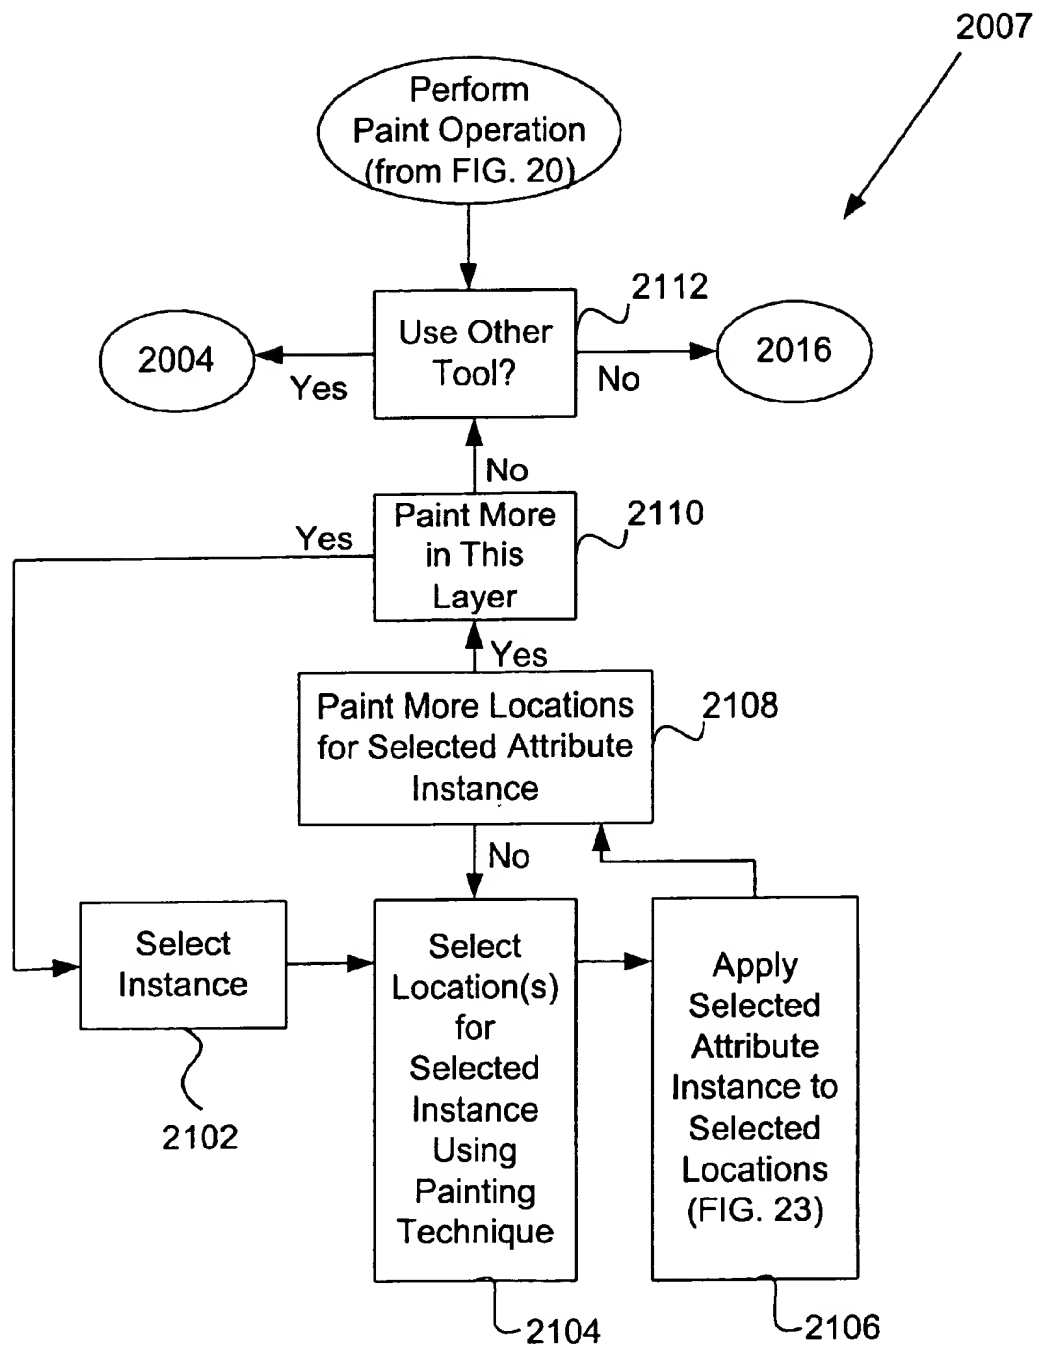 2007
Perform
Paint Operation
(from FIG. 20)
2112
Use Other
Tool?
2004
Yes
2016
No
No
Paint More
in This
Layer
2110
Yes
Yes
Paint More Locations
for Selected Attribute
Instance
2108
No
Select
Instance
2102
Select
Location(s)
for
Selected
Instance
Using
Painting
Technique
2104
Apply
Selected
Attribute
Instance to
Selected
Locations
(FIG. 23)
2106